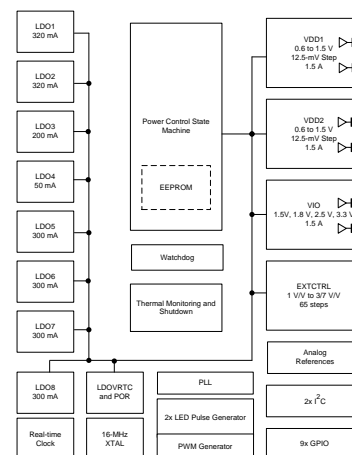 LDO1
320 mA
LDO2
320 mA
LDO3
200 mA
LDO4
50 mA
LDO5
300 mA
LDO6
300 mA
LDO7
300 mA
LDO8
300 mA
Real-time
Clock
LDOVRTC
and POR
16-MHz
XTAL
Power Control State
Machine
EEPROM
Watchdog
Thermal Monitoring and
Shutdown
PLL
2x LED Pulse Generator
PWM Generator
VDD1
0.6 to 1.5 V
12.5-mV Step
1.5 A
VDD2
0.6 to 1.5 V
12.5-mV Step
1.5 A
VIO
1.5V, 1.8 V, 2.5 V, 3.3 V
1.5 A
EXTCTRL
1 V/V to 3/7 V/V
65 steps
Analog
References
2x I²C
9x GPIO